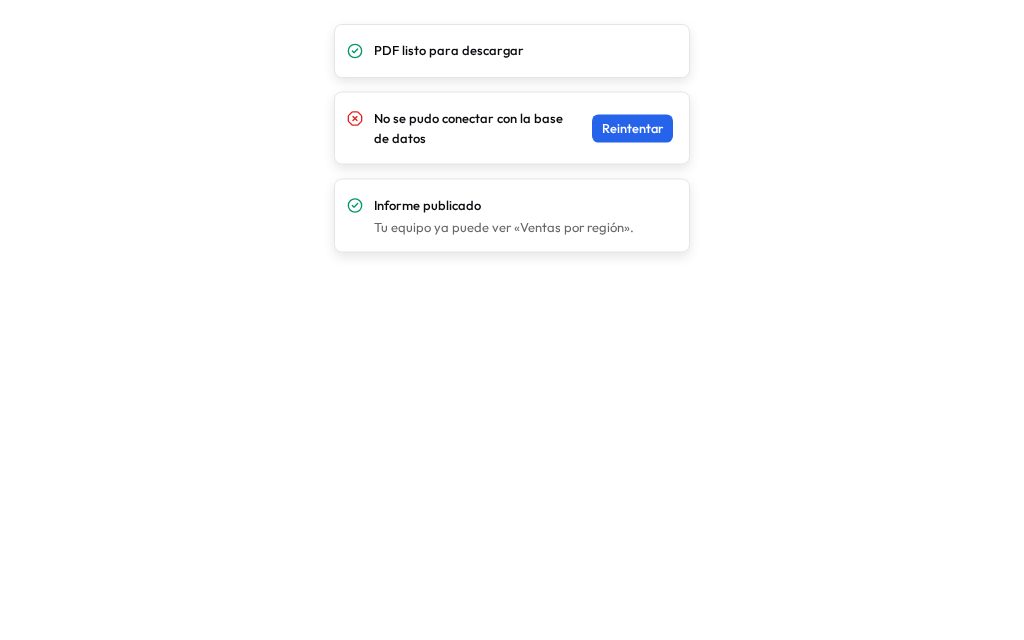 PDF listo para descargar
No se pudo conectar con la base
de datos
Reintentar
Informe publicado
Tu equipo ya puede ver «Ventas por región».